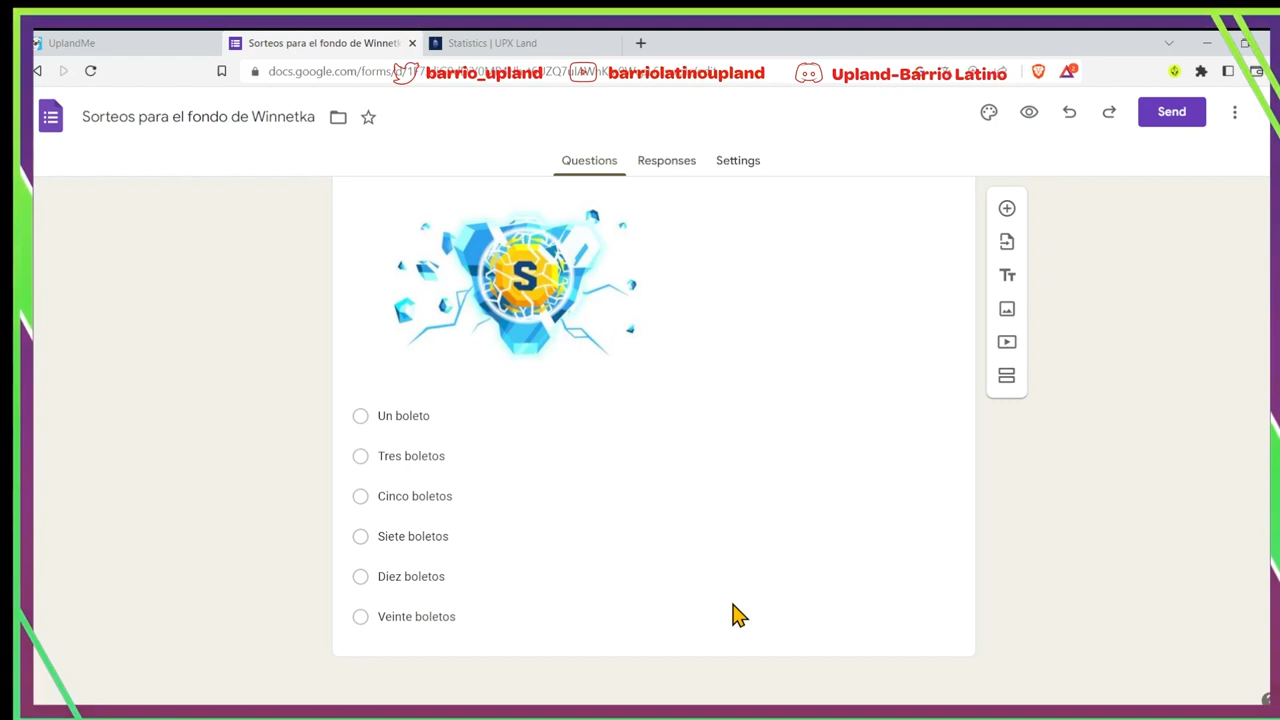 UplandMe
Sorteos para el fondo de Winnetk
Statistics | UPX Land
barrio_upland
barriolatinoupland
Upland-Barrio Latino
2
Sorteos para el fondo de Winnetka
Send
Questions
Responses
Settings
S
Un boleto
Tres boletos
Cinco boletos
Siete boletos
Diez boletos
Veinte boletos